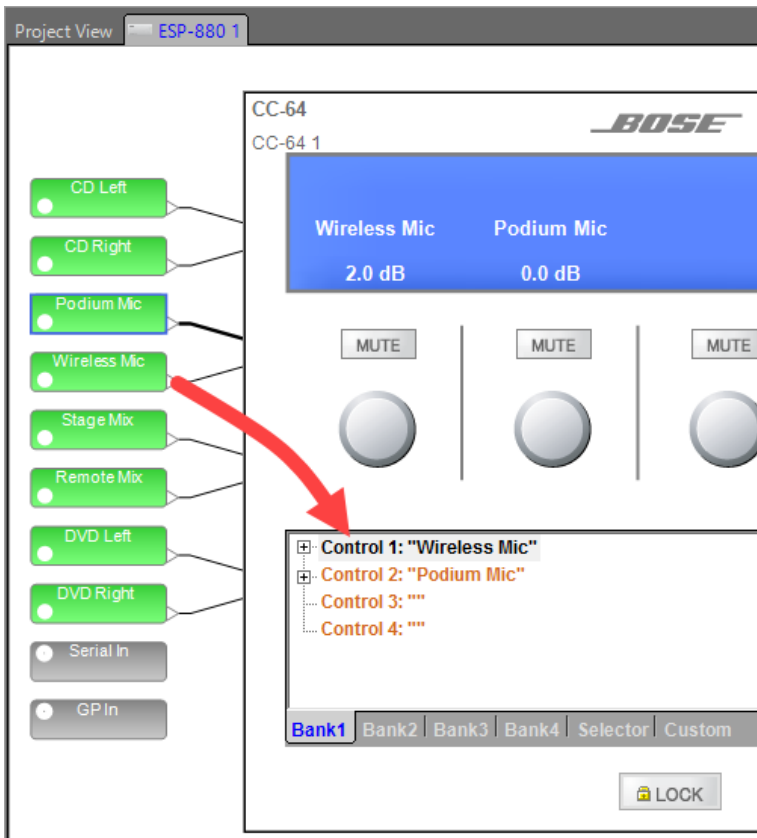 Project View ESP-880 1
CC-64
BOSE
CC-64 1
CD Left
CD Right
Podium Mic
Wireless Mic
Stage Mix
Remote Mix
DVD Left
DVD Right
Serial In
GP In
Wireless Mic Podium Mic
2.0 dB 0.0 dB
MUTE MUTE MUTE
Control 1: "Wireless Mic"
Control 2: "Podium Mic"
Control 3: ""
Control 4: ""
Bank1 Bank2 Bank3 Bank4 Selector Custom
LOCK